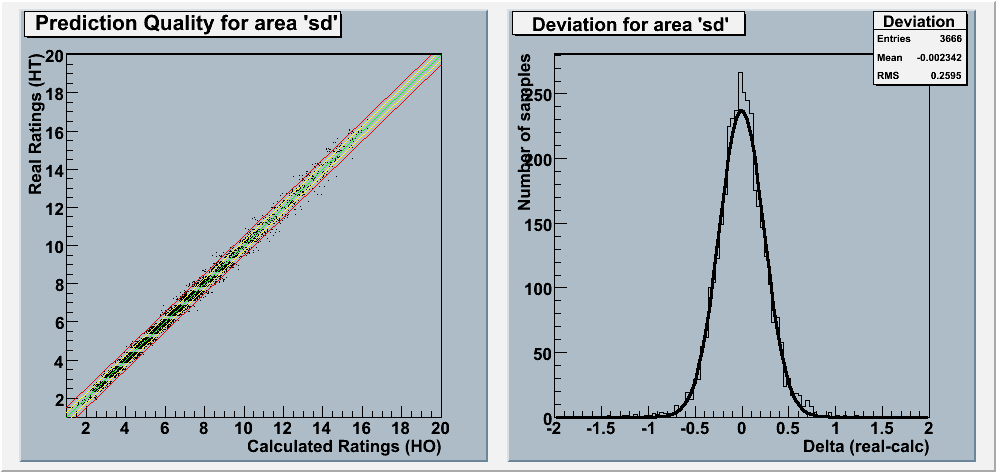 Prediction Quality for area 'sd'
Real Ratings (HT)
20
18
16
14
12
10
8
6
4
2
2 4 6 8 10 12 14 16 18 20
Calculated Ratings (HO)
Deviation for area 'sd'
Deviation
Entries 3666
Mean -0.002342
RMS 0.2595
Number of samples
250
200
150
100
50
0
-2 -1.5 -1 -0.5 0 0.5 1 1.5 2
Delta (real-calc)